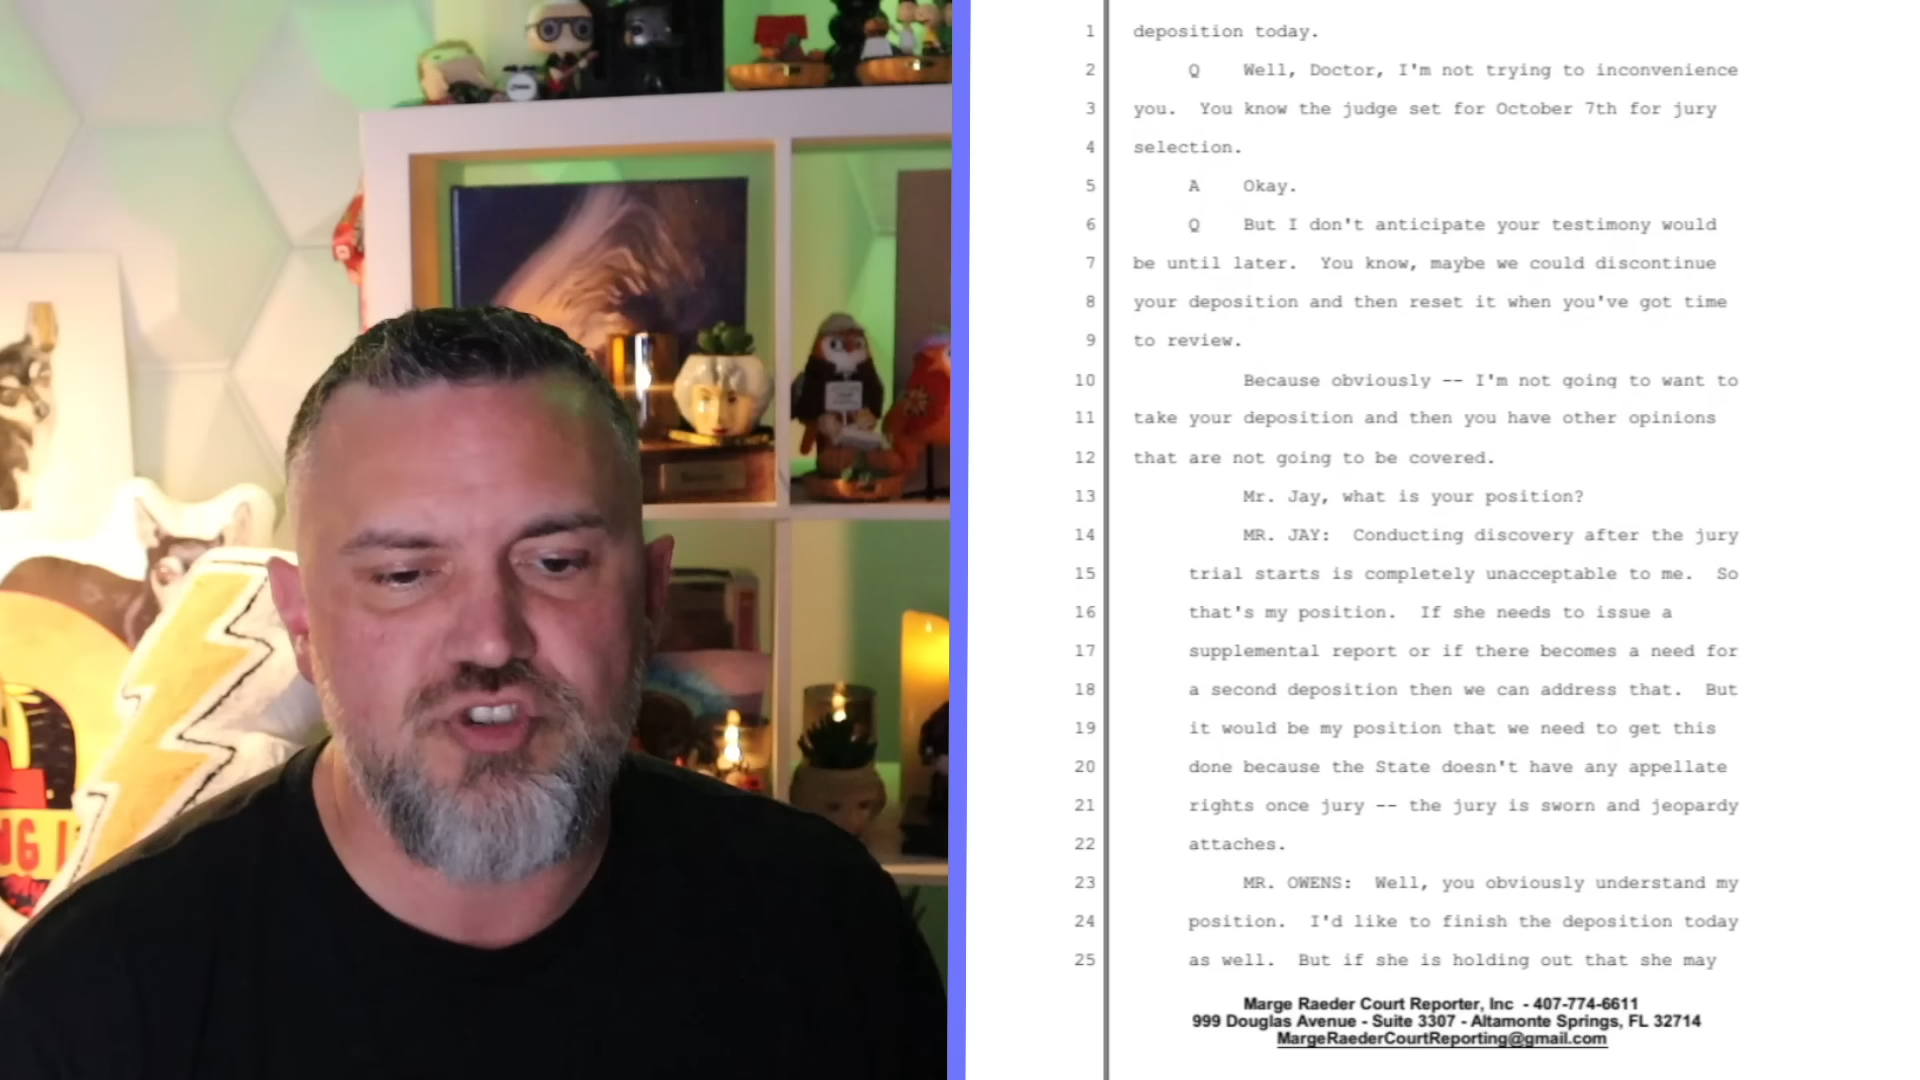 NG I
1 deposition today.
2 Q Well, Doctor, I'm not trying to inconvenience
3 you. You know the judge set for October 7th for jury
4 selection.
5 A Okay.
6 Q But I don't anticipate your testimony would
7 be until later. You know, maybe we could discontinue
8 your deposition and then reset it when you've got time
9 to review.
10 Because obviously -- I'm not going to want to
11 take your deposition and then you have other opinions
12 that are not going to be covered.
13 Mr. Jay, what is your position?
14 MR. JAY: Conducting discovery after the jury
15 trial starts is completely unacceptable to me. So
16 that's my position. If she needs to issue a
17 supplemental report or if there becomes a need for
18 a second deposition then we can address that. But
19 it would be my position that we need to get this
20 done because the State doesn't have any appellate
21 rights once jury -- the jury is sworn and jeopardy
22 attaches.
23 MR. OWENS: Well, you obviously understand my
24 position. I'd like to finish the deposition today
25 as well. But if she is holding out that she may
Marge Raeder Court Reporter, Inc - 407-774-6611
999 Douglas Avenue - Suite 3307 - Altamonte Springs, FL 32714
MargeRaederCourtReporting@gmail.com